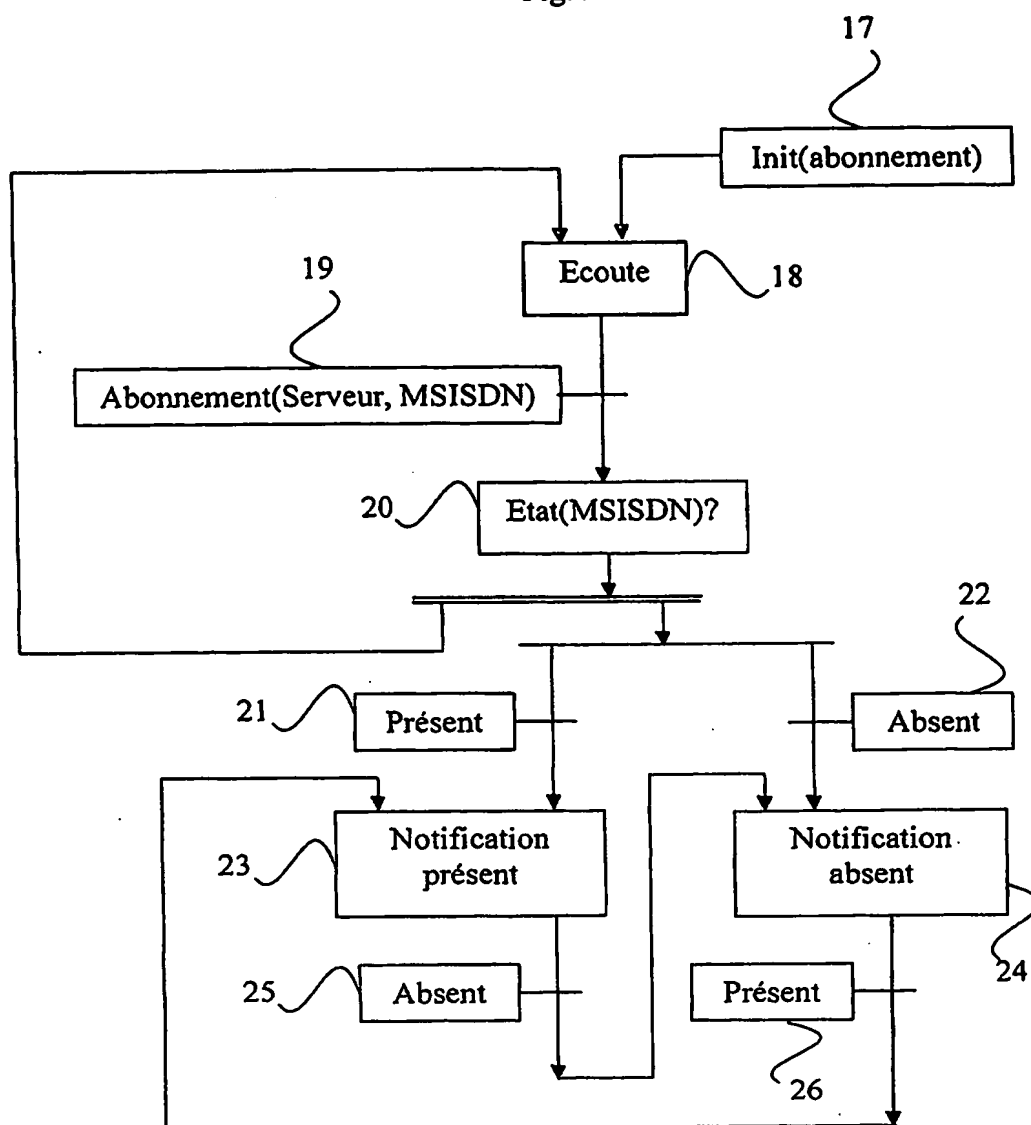 17
Init(abonnement)
Ecoute
18
19
Abonnement(Serveur, MSISDN)
20
Etat(MSISDN)?
22
21
Présent
Absent
Notification
présent
23
Notification
absent
24
25
Absent
Présent
26